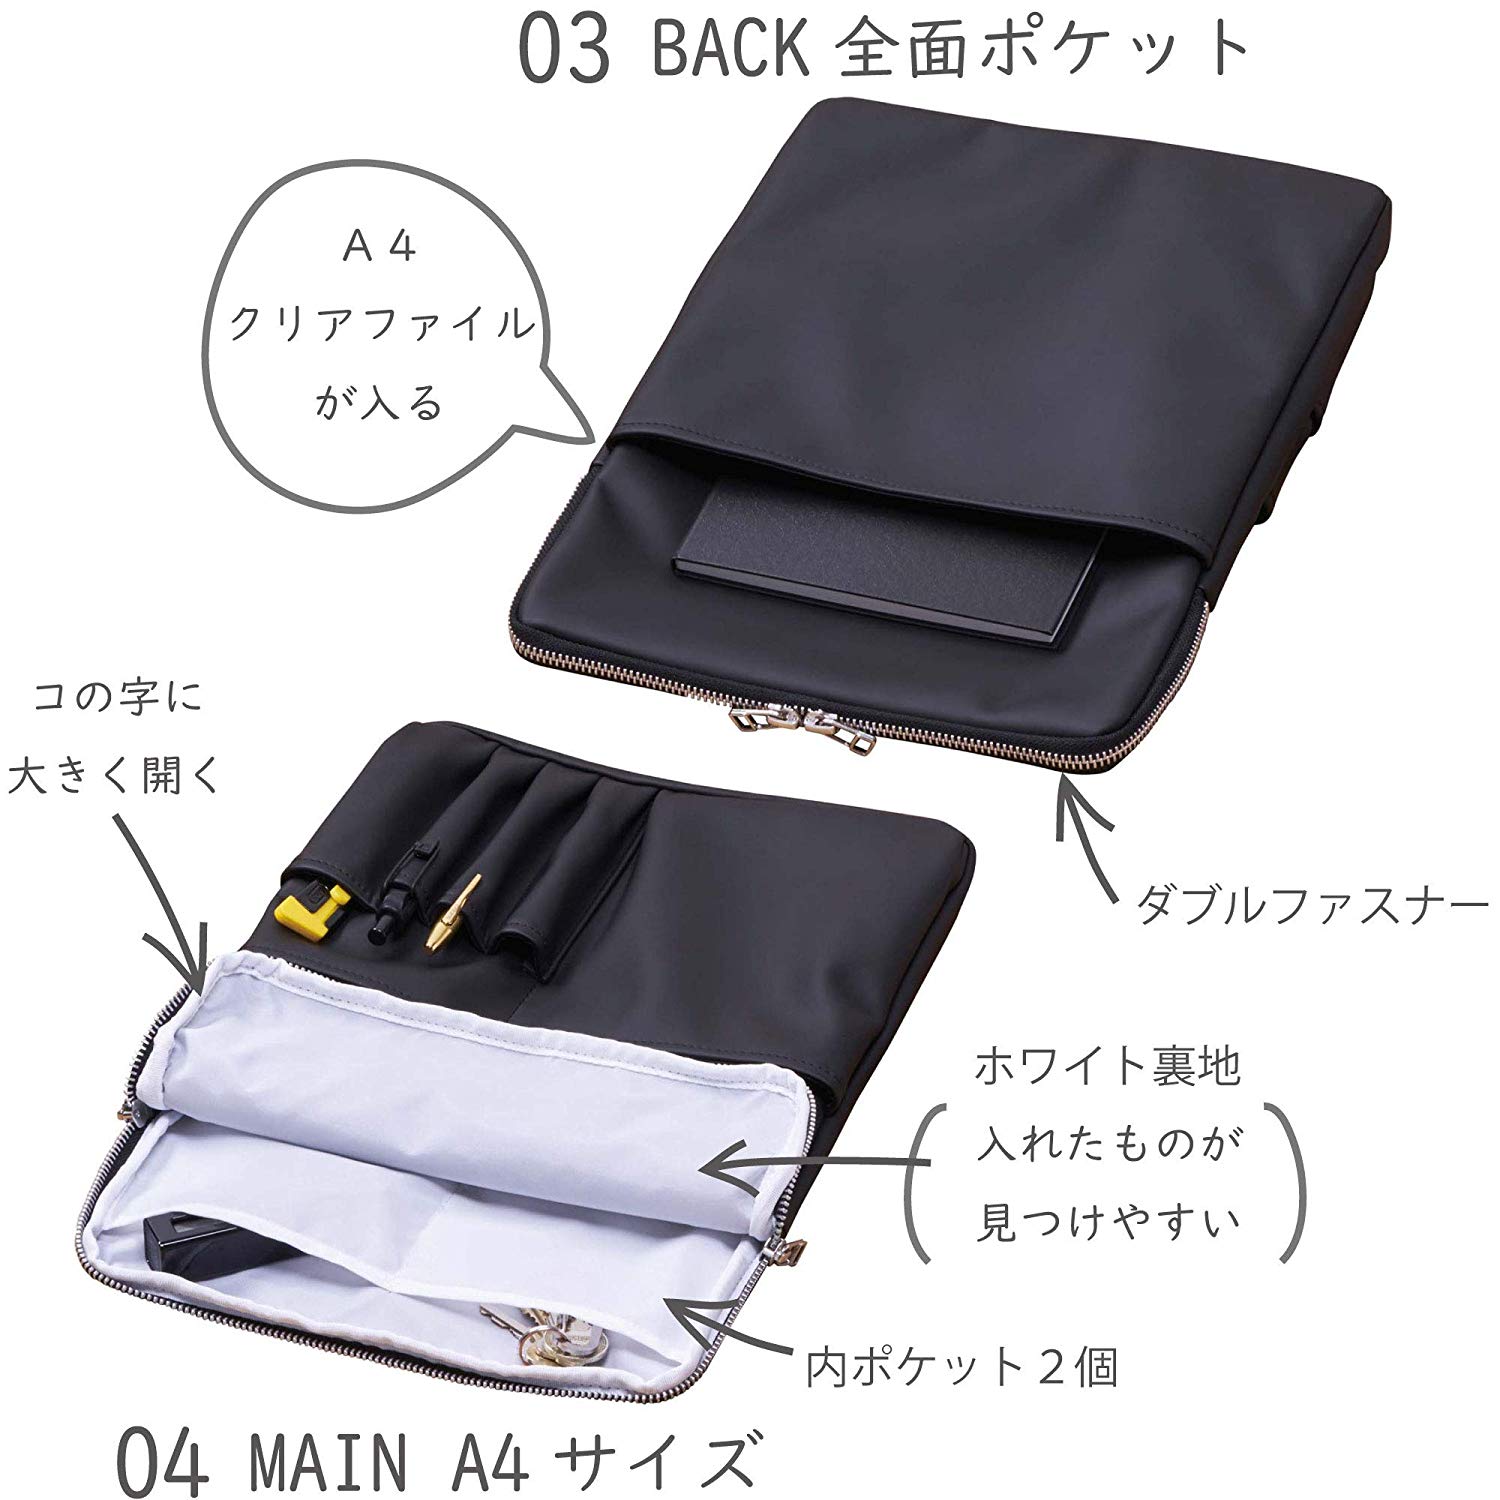 03 BACK 全面ポケット
A4
クリアファイル
が入る
コの字に
大きく開く
ダブルファスナー
ホワイト裏地
(入れたものが
見つけやすい)
内ポケット2個
04 MAIN A4サイズ